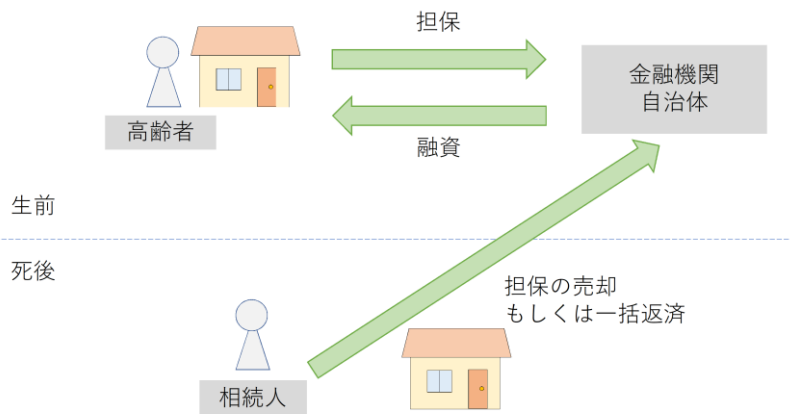 担保
金融機関
自治体
高齢者
融資
生前
死後
担保の売却
もしくは一括返済
相続人